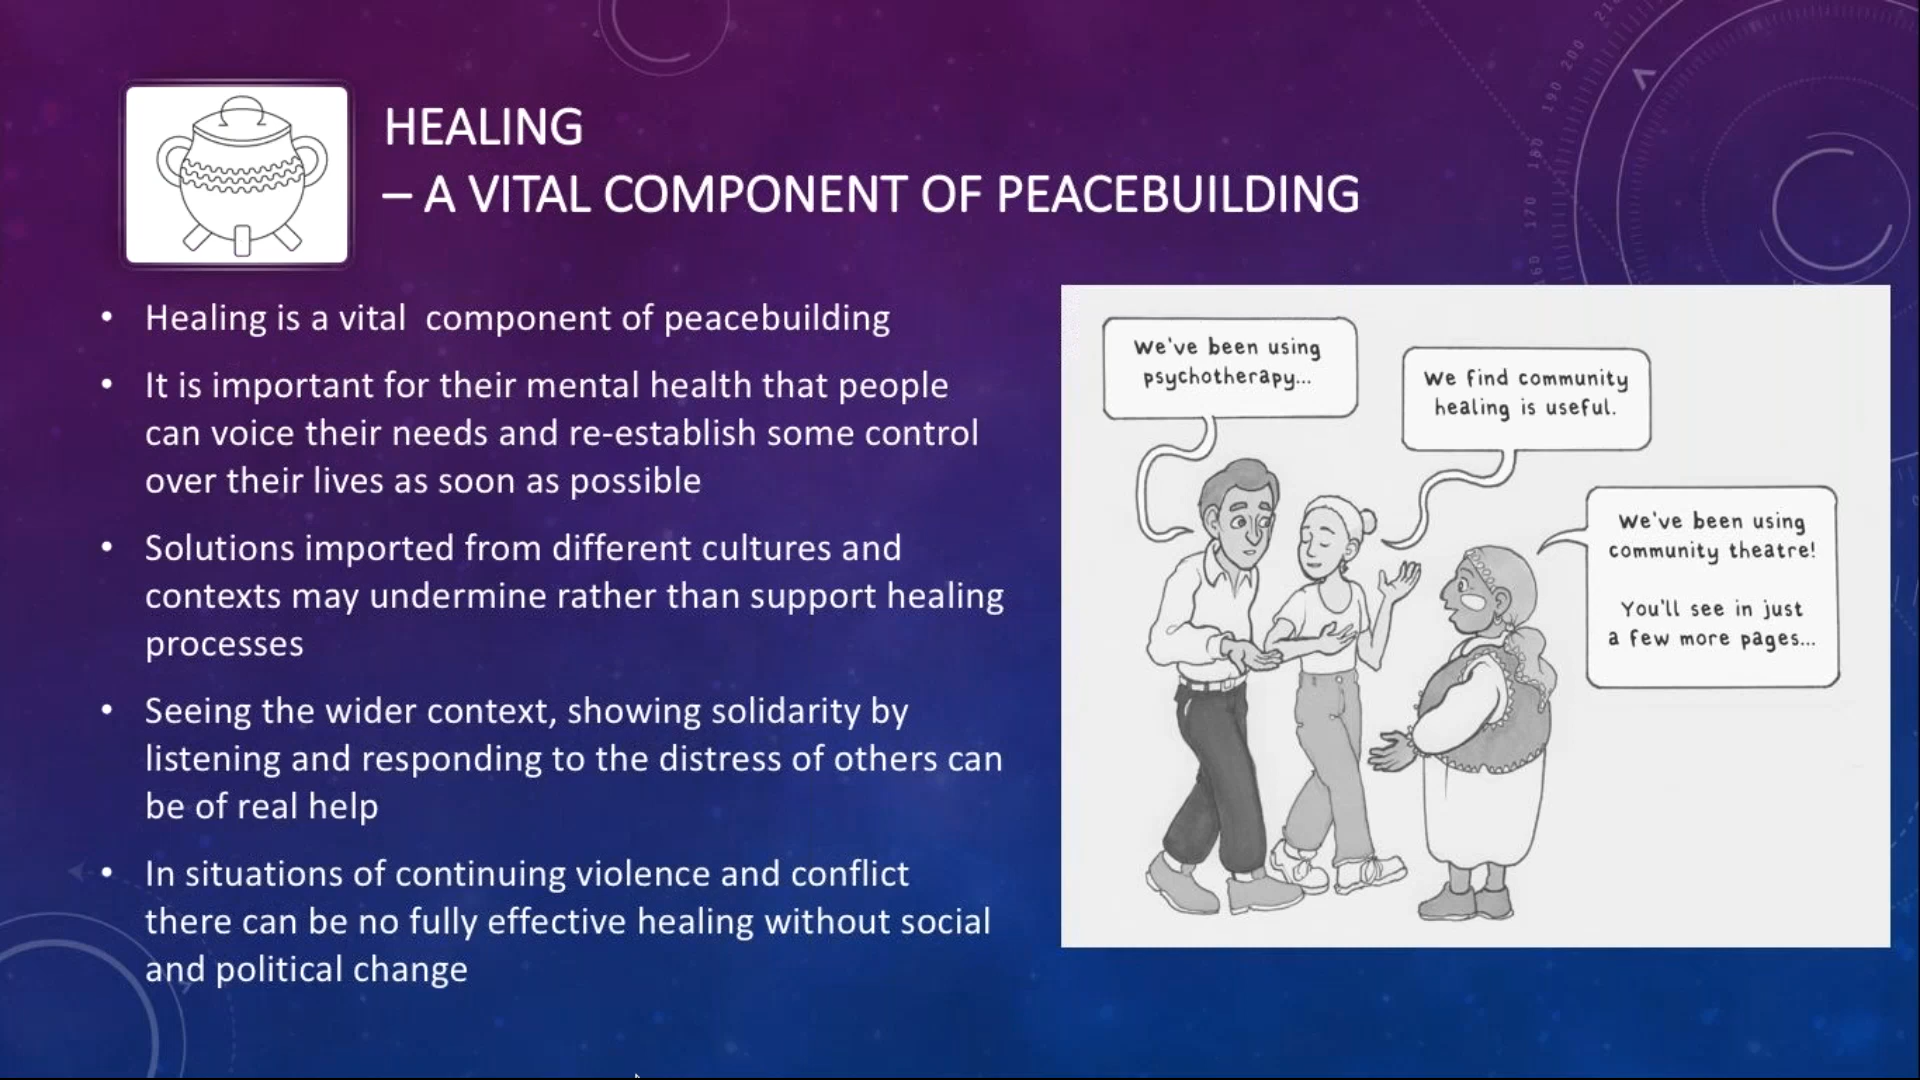 HEALING
– A VITAL COMPONENT OF PEACEBUILDING
• Healing is a vital  component of peacebuilding
• It is important for their mental health that people
can voice their needs and re-establish some control
over their lives as soon as possible
• Solutions imported from different cultures and
contexts may undermine rather than support healing
processes
• Seeing the wider context, showing solidarity by
listening and responding to the distress of others can
be of real help
• In situations of continuing violence and conflict
there can be no fully effective healing without social
and political change
We've been using
psychotherapy...
We find community
healing is useful.
We've been using
community theatre!
You'll see in just
a few more pages...
210
200
190
180
170
160